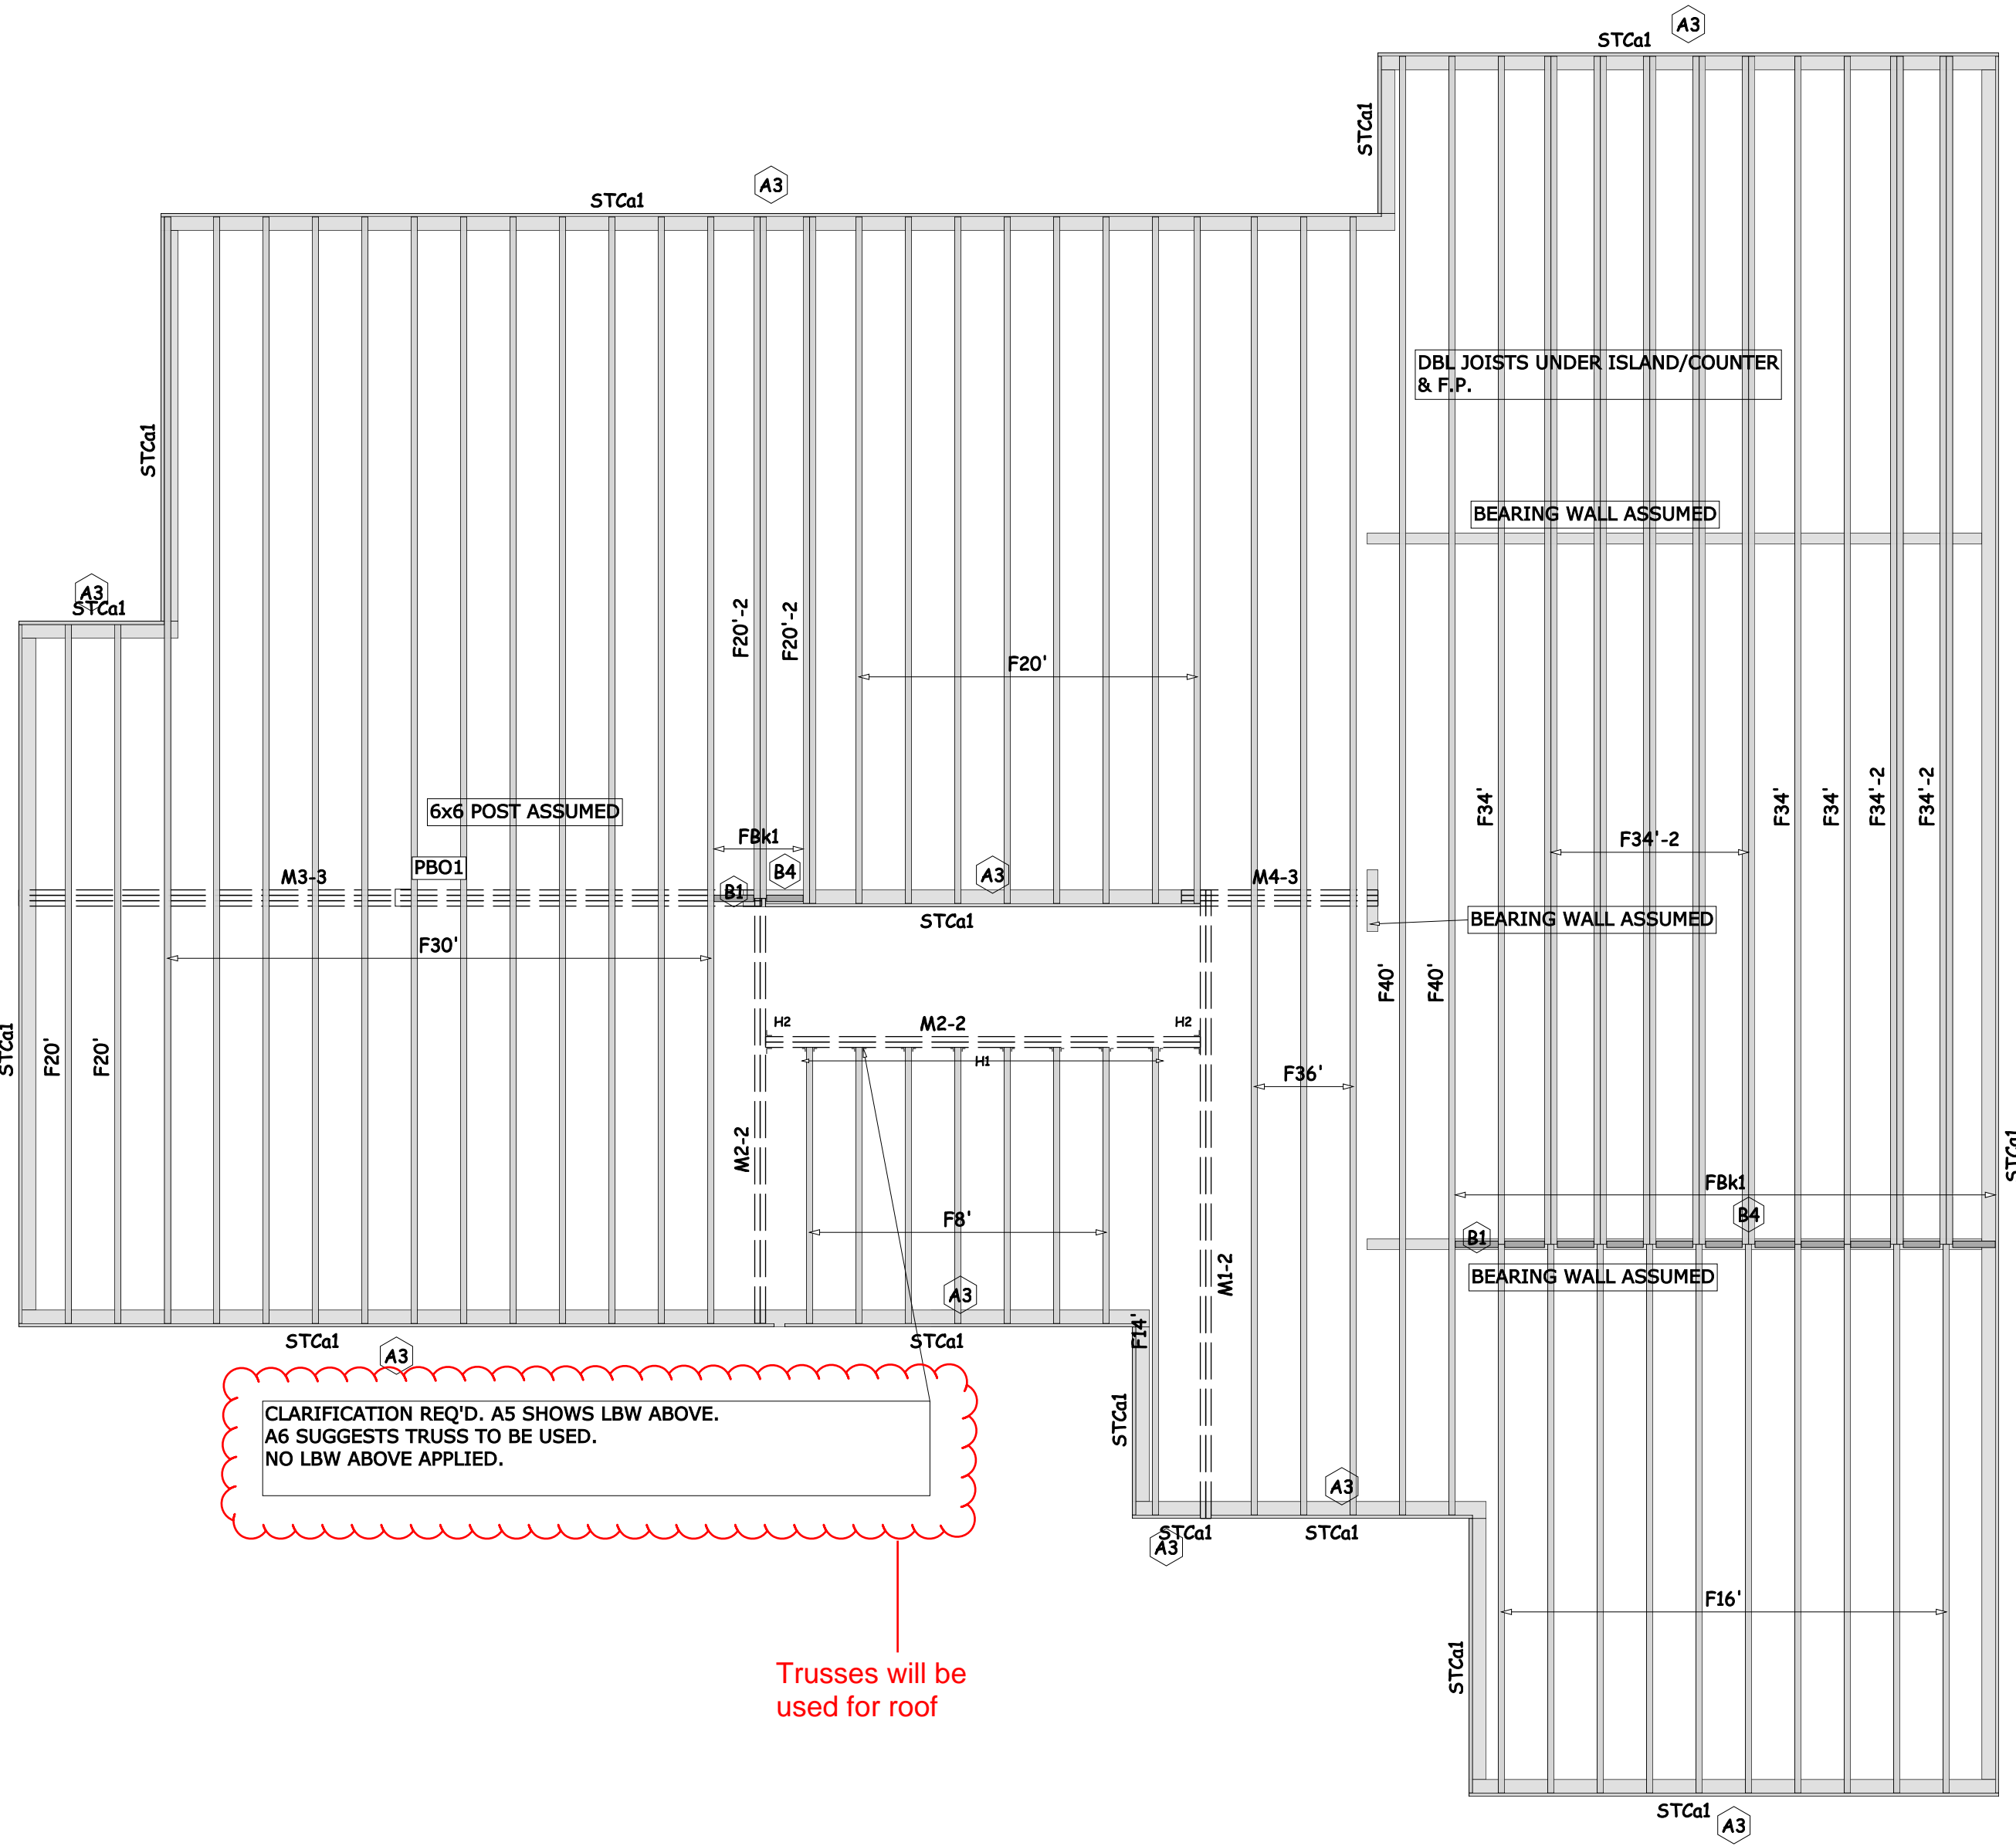 A3
STCa1
STCa1
A3
STCa1
DBL JOISTS UNDER ISLAND/COUNTER
& F.P.
STCa1
BEARING WALL ASSUMED
A3
STCa1
F20'-2
F20'-2
F20'
6x6 POST ASSUMED
FBk1
F34'
F34'-2
F34'
F34'
F34'-2
F34'-2
PBO1
M3-3
B1
B4
A3
M4-3
STCa1
BEARING WALL ASSUMED
F30'
F40'
F40'
STCa1
F20'
F20'
H2
M2-2
H2
H1
F36'
M2-2
STCa1
FBk1
F8'
B1
B4
M1-2
BEARING WALL ASSUMED
A3
STCa1
A3
STCa1
F14'
CLARIFICATION REQ'D. A5 SHOWS LBW ABOVE.
A6 SUGGESTS TRUSS TO BE USED.
NO LBW ABOVE APPLIED.
STCa1
A3
STCa1
A3
STCa1
F16'
STCa1
Trusses will be
used for roof
STCa1
A3